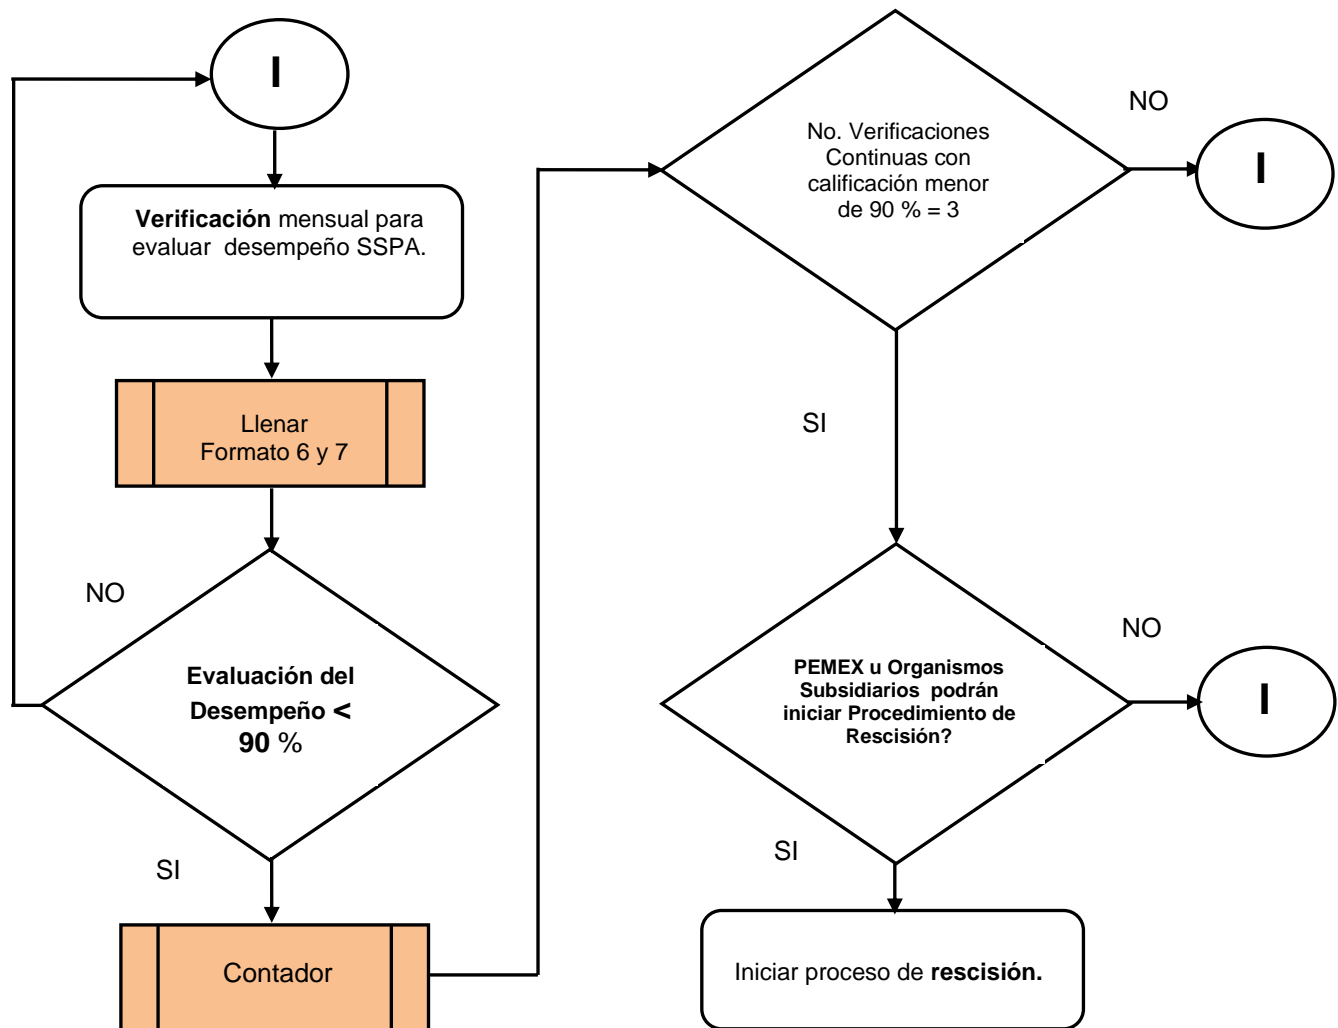 I
Verificación mensual para
evaluar desempeño SSPA.
Llenar
Formato 6 y 7
NO
Evaluación del
Desempeño <
90 %
SI
Contador
No. Verificaciones
Continuas con
calificación menor
de 90 % = 3
NO
I
SI
PEMEX u Organismos
Subsidiarios podrán
iniciar Procedimiento de
Rescisión?
NO
I
SI
Iniciar proceso de rescisión.